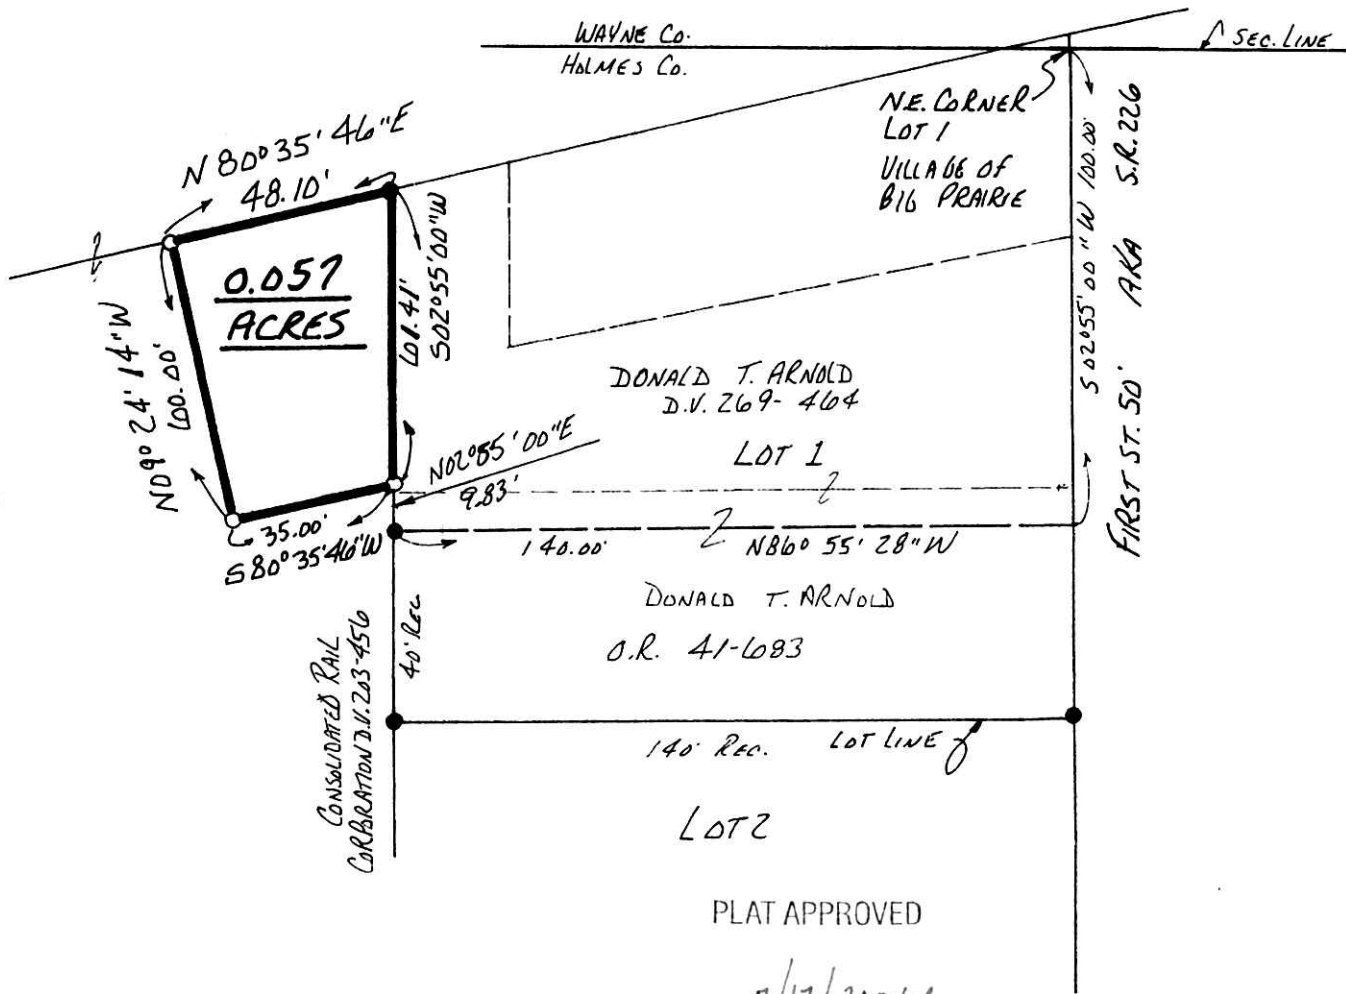 WAYNE CO.
HOLMES CO.
SEC. LINE
N.E. CORNER
LOT 1
VILLAGE OF
BIG PRAIRIE
S 02°55' 00" W 100.00'
FIRST ST. 50' AKA S.R. 226
N 80° 35' 46" E
48.10'
0.057
ACRES
61.41'
S02°55'00"W
N09° 24' 14" W
60.00'
35.00'
S 80° 35' 46" W
N02°55'00"E
9.83'
DONALD T. ARNOLD
D.V. 269-464
LOT 1
140.00' N86° 55' 28" W
DONALD T. ARNOLD
O.R. 41-683
40' REC.
CONSOLIDATED RAIL
CORPORATION D.V. 203-456
140' REC. LOT LINE
LOT 2
PLAT APPROVED